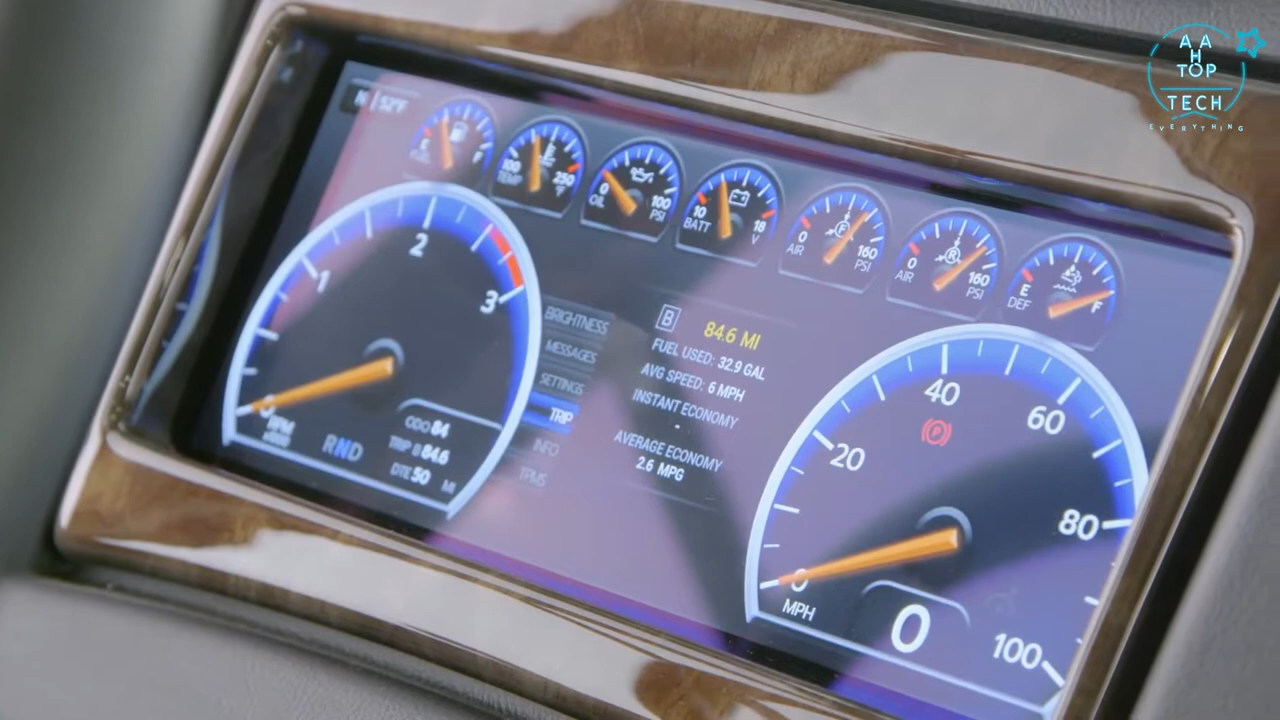 A A
H
TOP
TECH
EVERYTHING
N 52°F
E F
100 TEMP 250 °F
0 OIL 100 PSI
10 BATT 18 V
0 AIR F 160 PSI
0 AIR R 160 PSI
E DEF F
0 1 2 3
RPM
RND
ODO 84
TRIP B 84.6
DTE 50 MI
BRIGHTNESS
MESSAGES
SETTINGS
TRIP
INFO
TPMS
B 84.6 MI
FUEL USED: 32.9 GAL
AVG SPEED: 6 MPH
INSTANT ECONOMY
-
AVERAGE ECONOMY
2.6 MPG
0 20 40 60 80 100
(P)
MPH
0